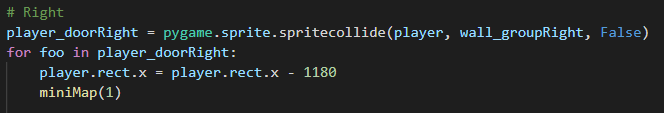 # Right
player_doorRight = pygame.sprite.spritecollide(player, wall_groupRight, False)
for foo in player_doorRight:
    player.rect.x = player.rect.x - 1180
    miniMap(1)